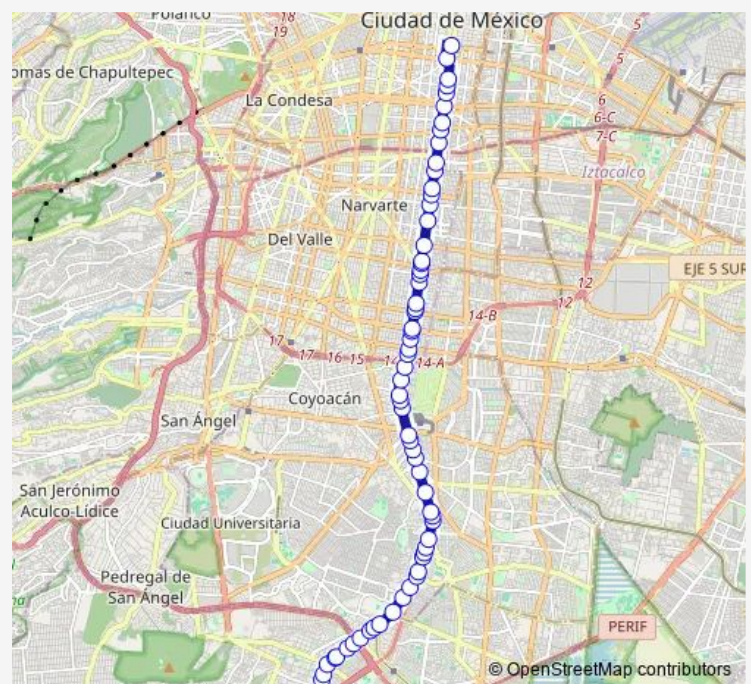 Polanco
18
19
Ciudad de México
5
5
omas de Chapultepec
La Condesa
6
6-C
7-C
Iztacalco
Narvarte
Del Valle
EJE 5 SUR
12
12
14-B
17
17
16
15
14-A
Coyoacán
San Ángel
San Jerónimo
Aculco-Lídice
Ciudad Universitaria
Pedregal de
San Ángel
PERIF
© OpenStreetMap contributors